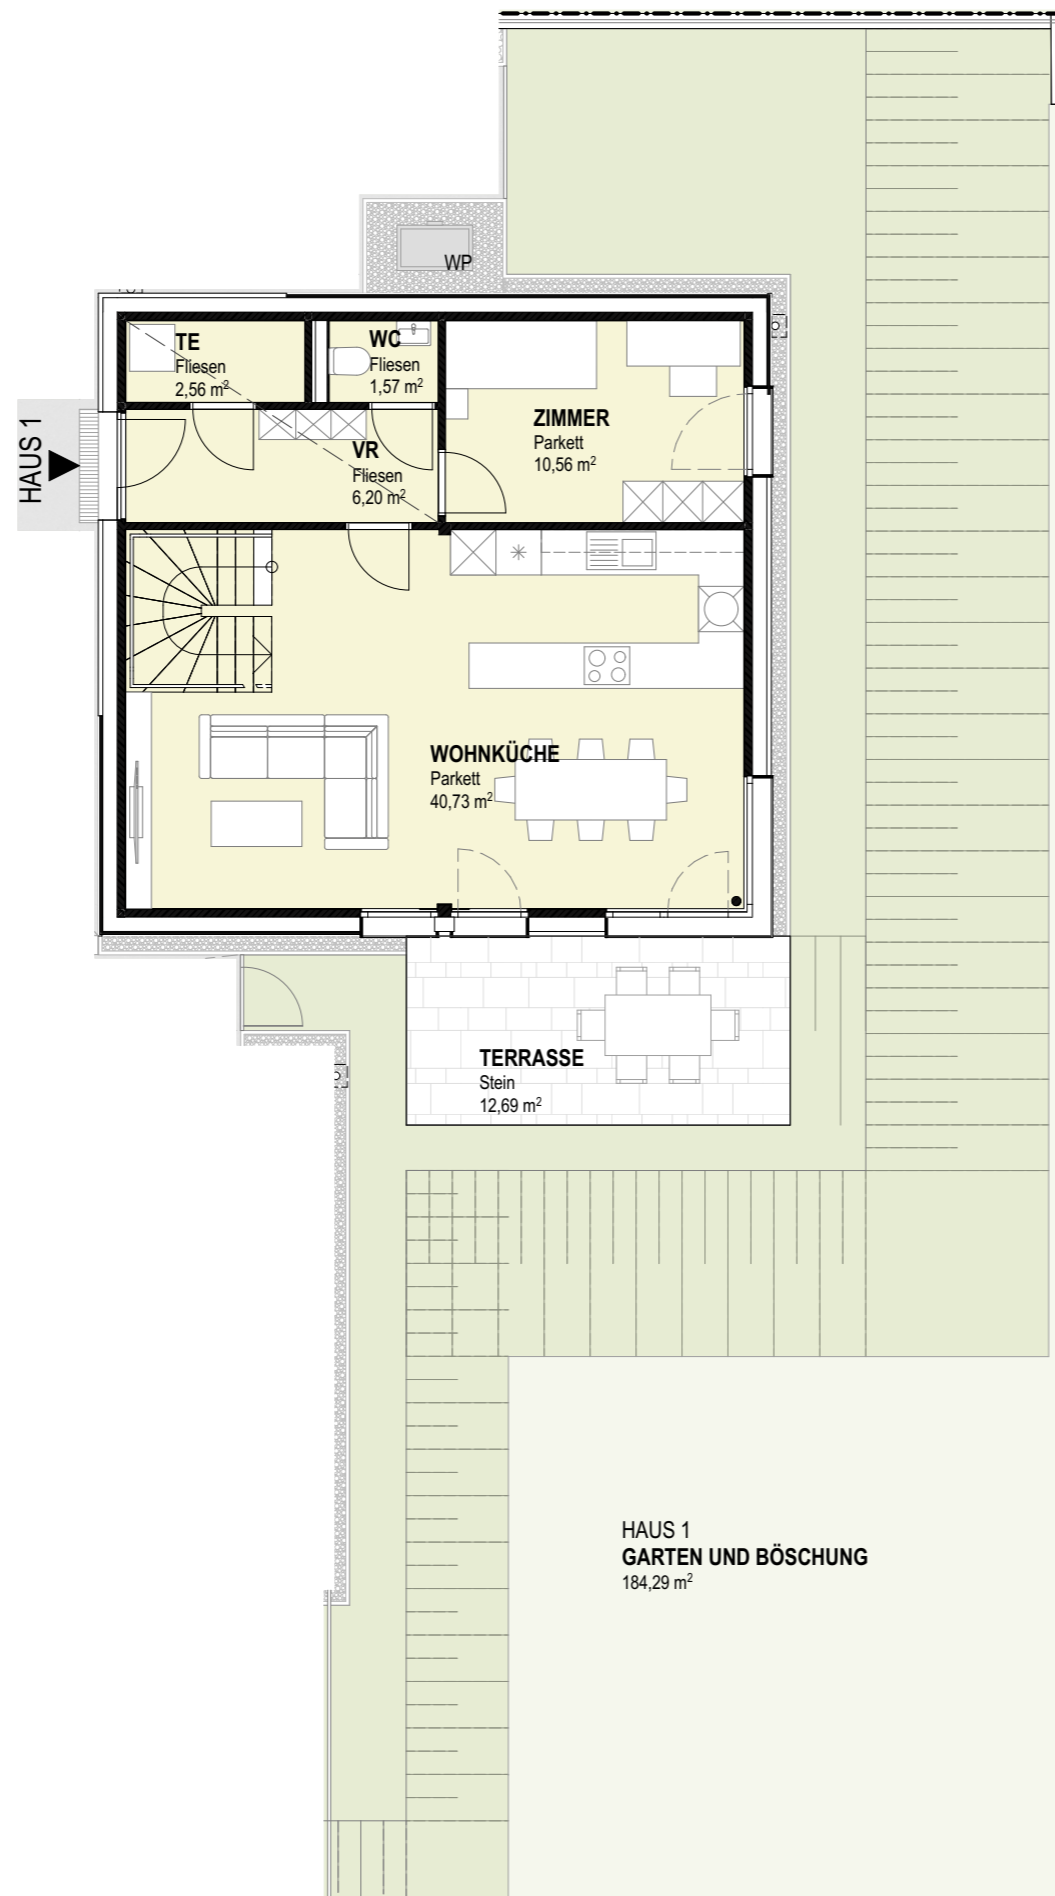 WP
TE
Fliesen
2,56 m²
WC
Fliesen
1,57 m²
ZIMMER
Parkett
10,56 m²
HAUS 1
VR
Fliesen
6,20 m²
WOHNKÜCHE
Parkett
40,73 m²
TERRASSE
Stein
12,69 m²
HAUS 1
GARTEN UND BÖSCHUNG
184,29 m²